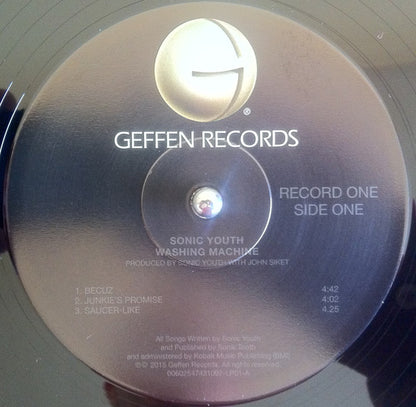 ®
GEFFEN RECORDS
RECORD ONE
SIDE ONE
SONIC YOUTH
WASHING MACHINE
PRODUCED BY SONIC YOUTH WITH JOHN SIKET
1. BECUZ 4:42
2. JUNKIE'S PROMISE 4:02
3. SAUCER-LIKE 4.25
All Songs Written by Sonic Youth
and Published by Sonic Tooth
and administered by Kobalt Music Publishing (BMI)
℗© 2015 Geffen Records. All rights reserved.